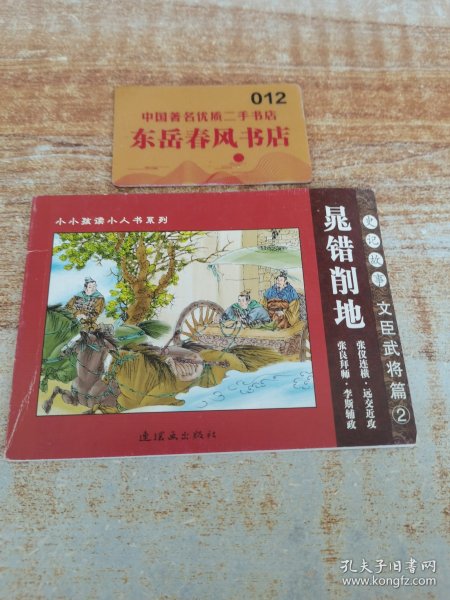 012
中国著名优质二手书店
东岳春风书店
小小孩读小人书系列
史记故事 文臣武将篇②
晁错削地
张仪连横·远交近攻
张良拜师·李斯辅政
连环画出版社
孔夫子旧书网
www.kongfz.com